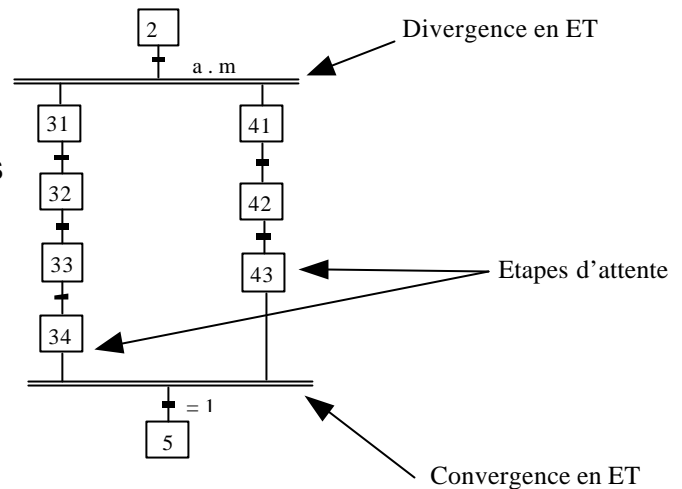 2
Divergence en ET
a . m
31
41
s
32
42
33
43
Etapes d'attente
34
= 1
5
Convergence en ET